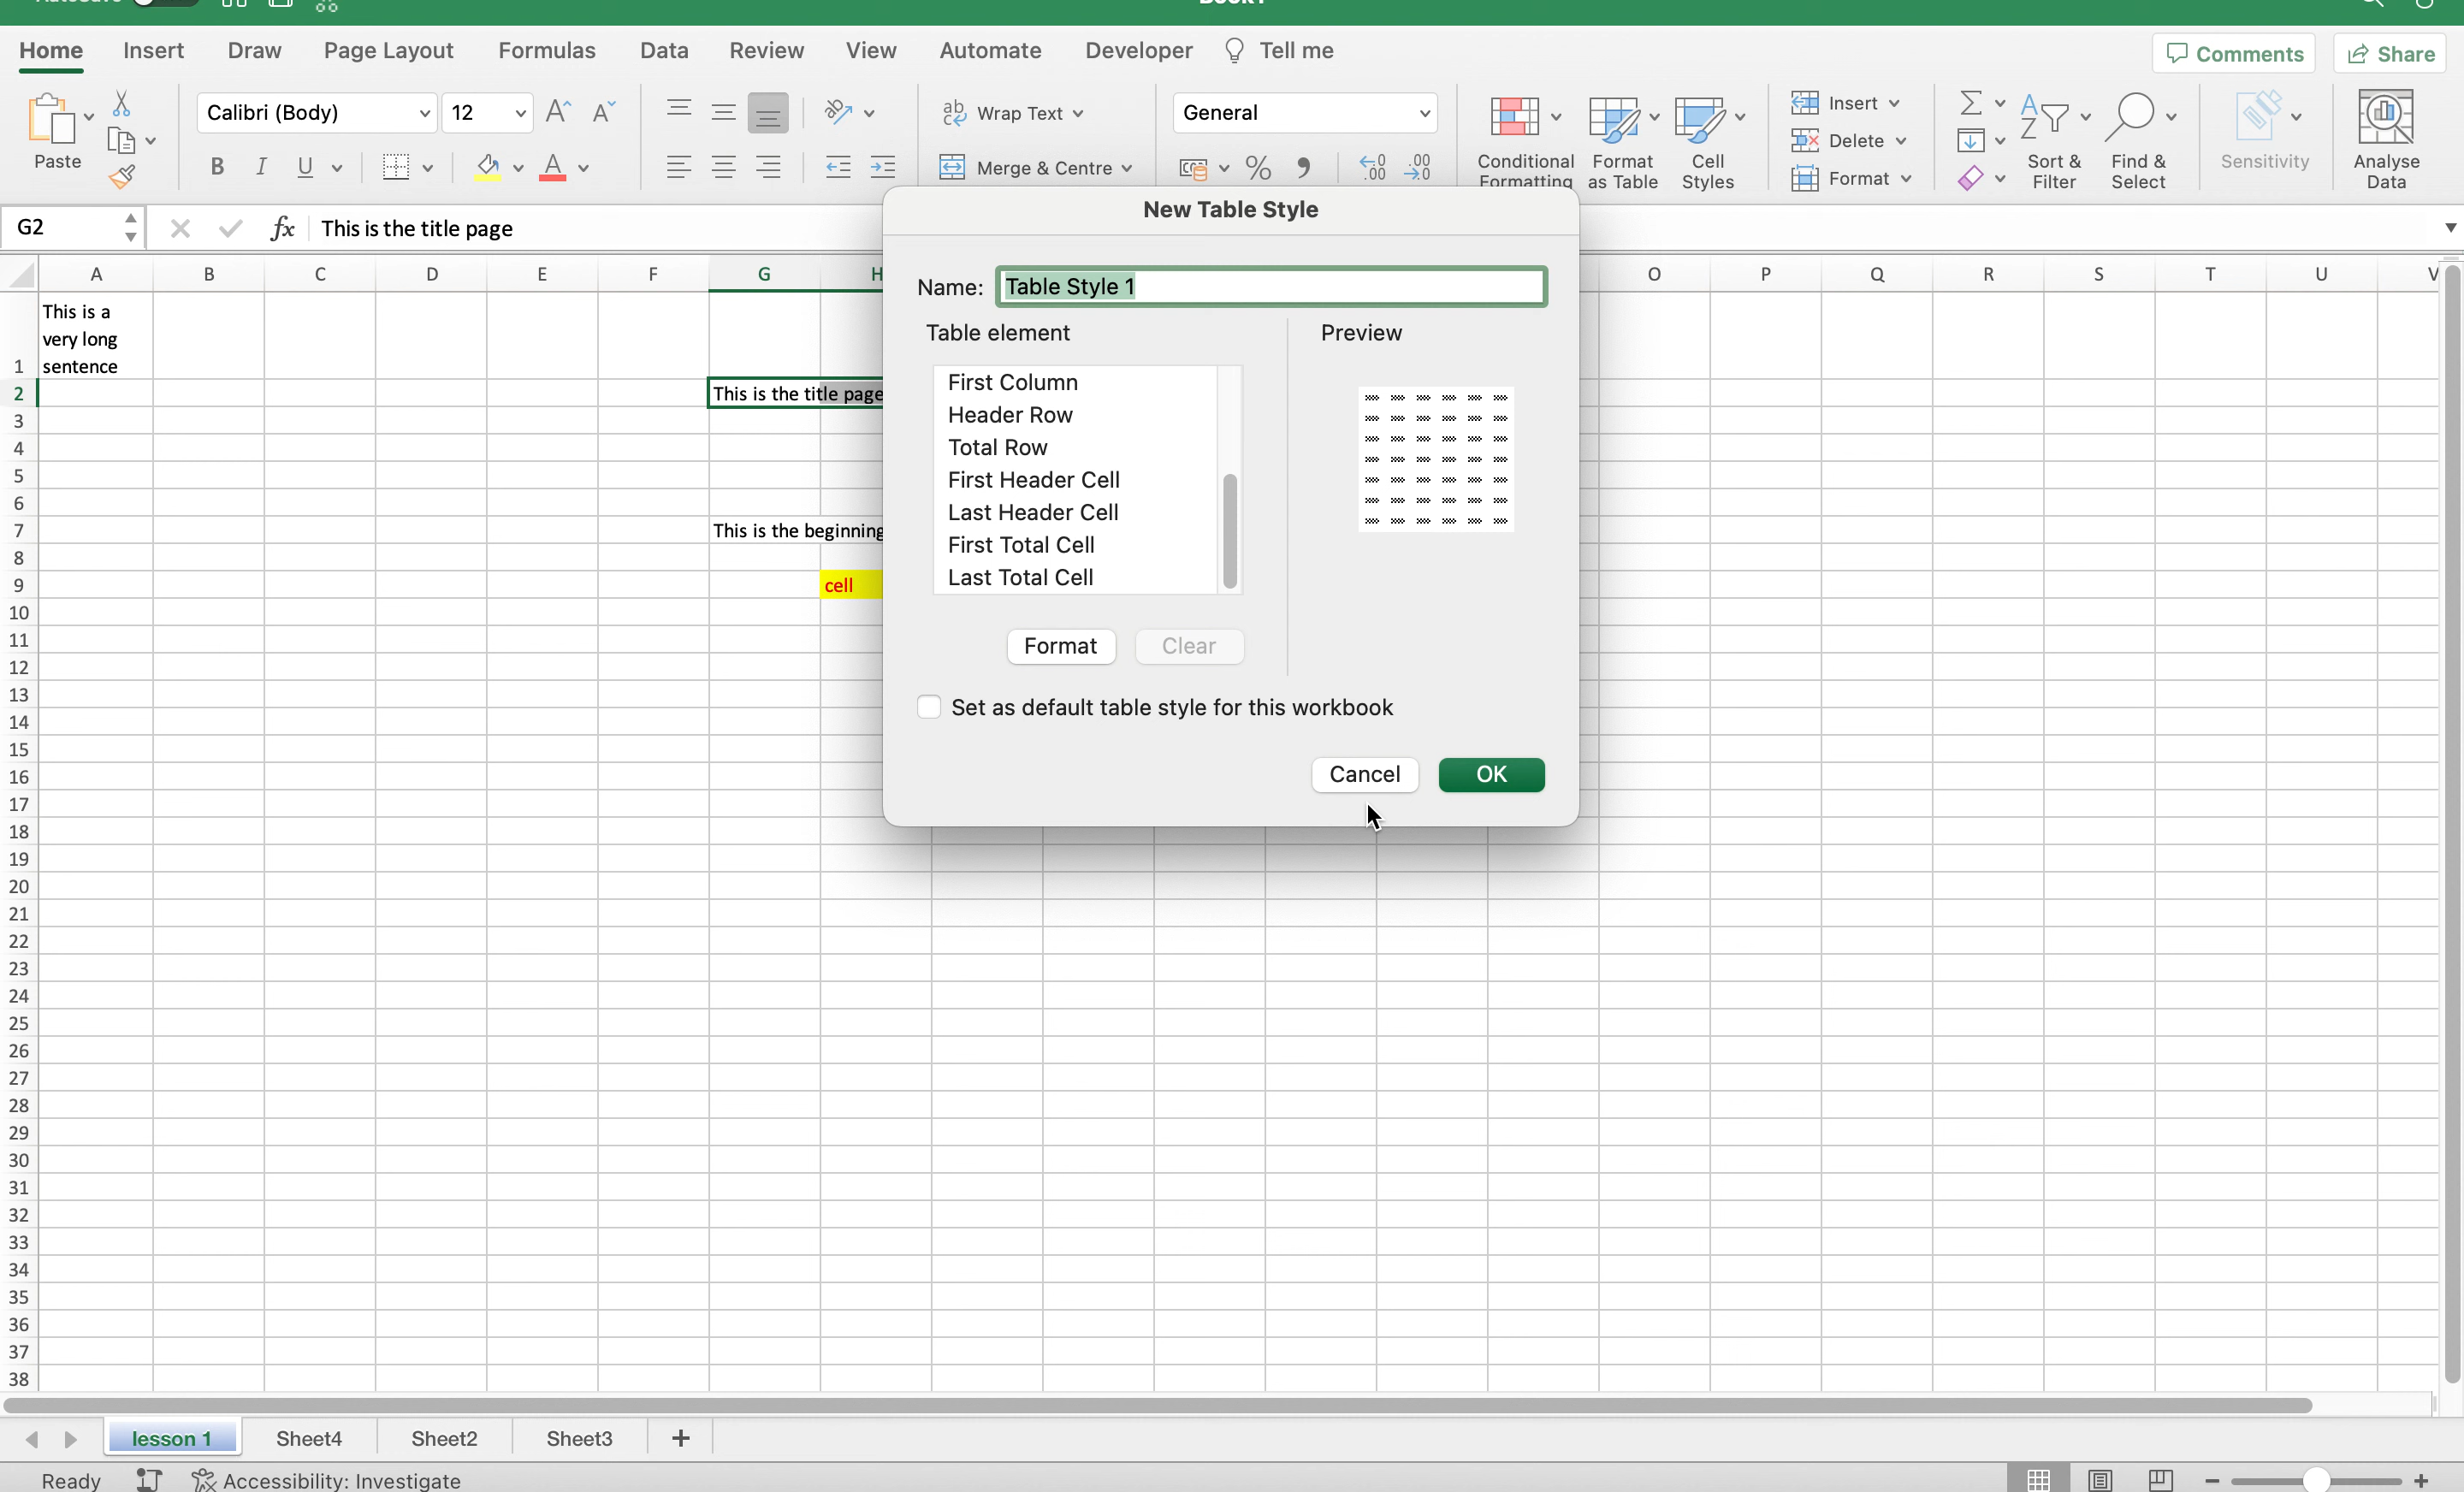 Home Insert Draw Page Layout Formulas Data Review View Automate Developer Tell me Comments Share
Paste
Calibri (Body) 12
B I U A
ab Wrap Text
Merge & Centre
General
% 
Conditional Formatting
Format as Table
Cell Styles
Insert
Delete
Format
Sort & Filter
Find & Select
Sensitivity
Analyse Data
G2 fx This is the title page
A B C D E F G H O P Q R S T U V
1 This is a
very long
sentence
2 This is the title page
3
4
5
6
7 This is the beginning
8
9 cell
10
11
12
13
14
15
16
17
18
19
20
21
22
23
24
25
26
27
28
29
30
31
32
33
34
35
36
37
38
New Table Style
Name: Table Style 1
Table element Preview
First Column
Header Row
Total Row
First Header Cell
Last Header Cell
First Total Cell
Last Total Cell
Format Clear
Set as default table style for this workbook
Cancel OK
lesson 1 Sheet4 Sheet2 Sheet3 +
Ready Accessibility: Investigate